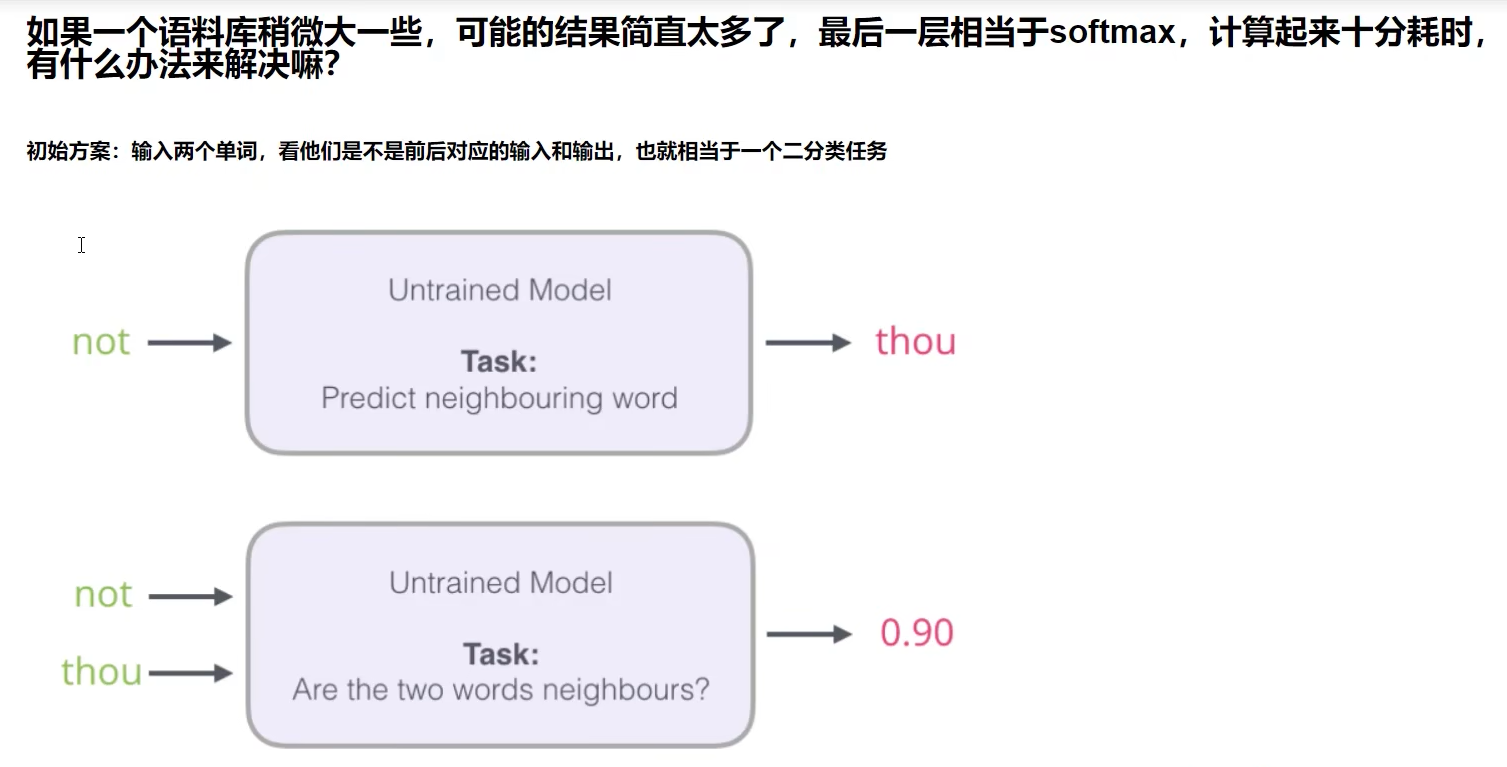 如果一个语料库稍微大一些，可能的结果简直太多了，最后一层相当于softmax，计算起来十分耗时，
有什么办法来解决嘛？
初始方案：输入两个单词，看他们是不是前后对应的输入和输出，也就相当于一个二分类任务
Untrained Model
not
thou
Task:
Predict neighbouring word
Untrained Model
not
thou
Task:
Are the two words neighbours?
0.90